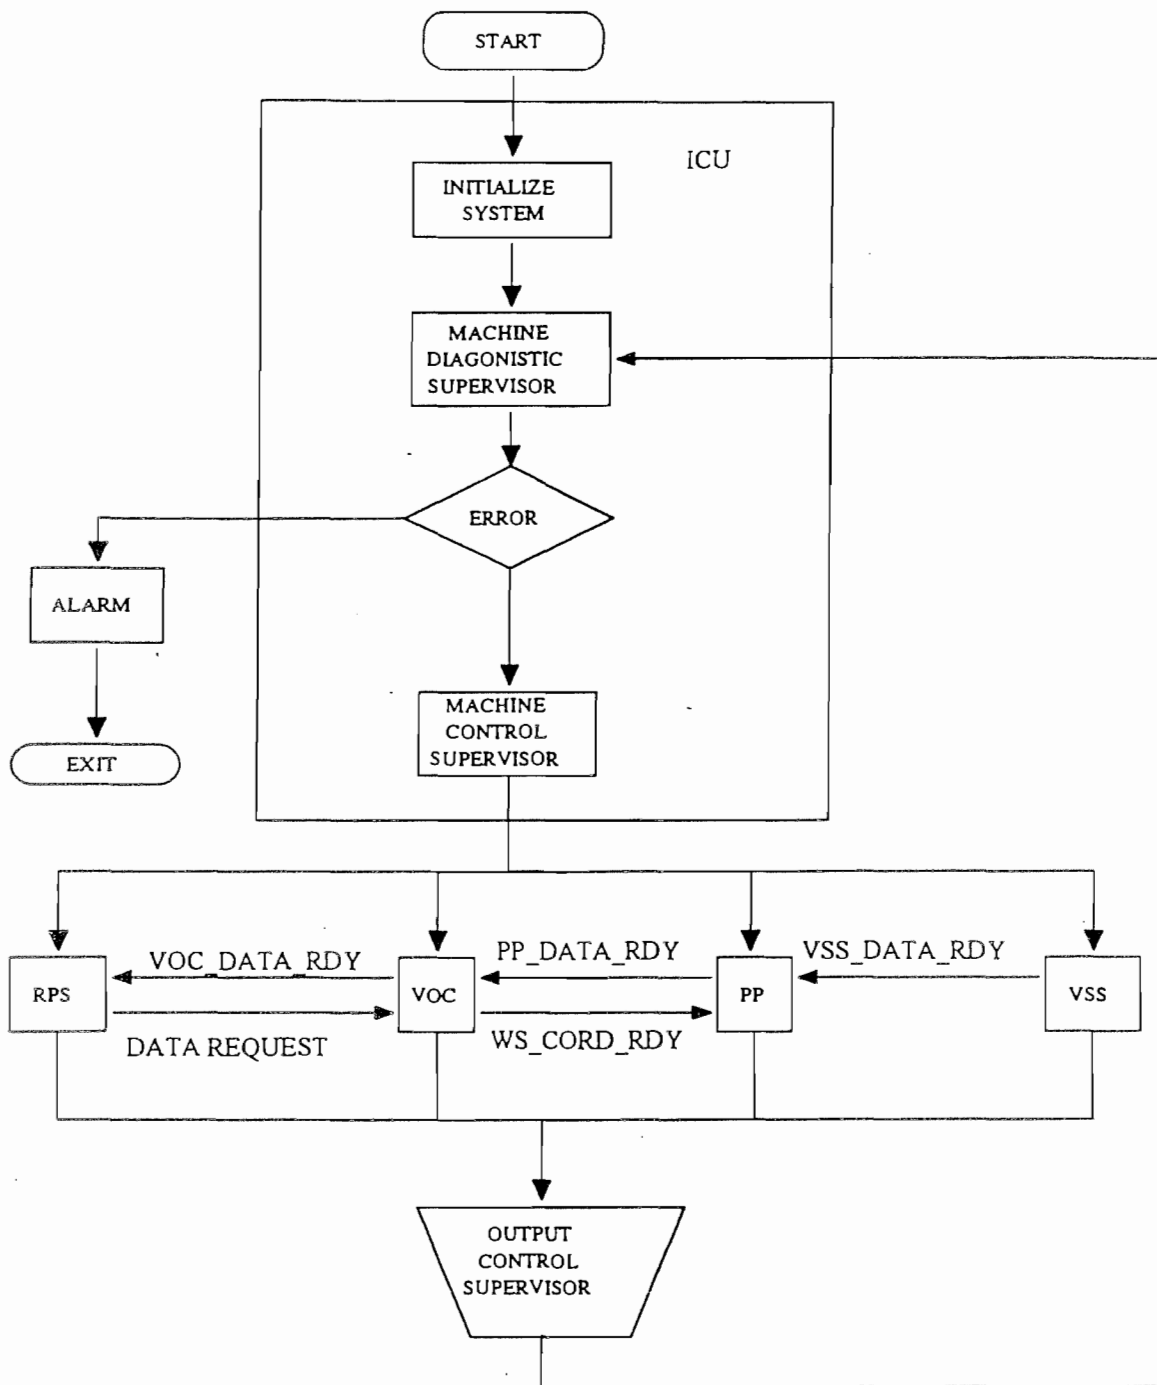 START
ICU
INITIALIZE
SYSTEM
MACHINE
DIAGONISTIC
SUPERVISOR
ERROR
ALARM
MACHINE
CONTROL
SUPERVISOR
EXIT
VOC_DATA_RDY
PP_DATA_RDY
VSS_DATA_RDY
RPS
VOC
PP
VSS
DATA REQUEST
WS_CORD_RDY
OUTPUT
CONTROL
SUPERVISOR